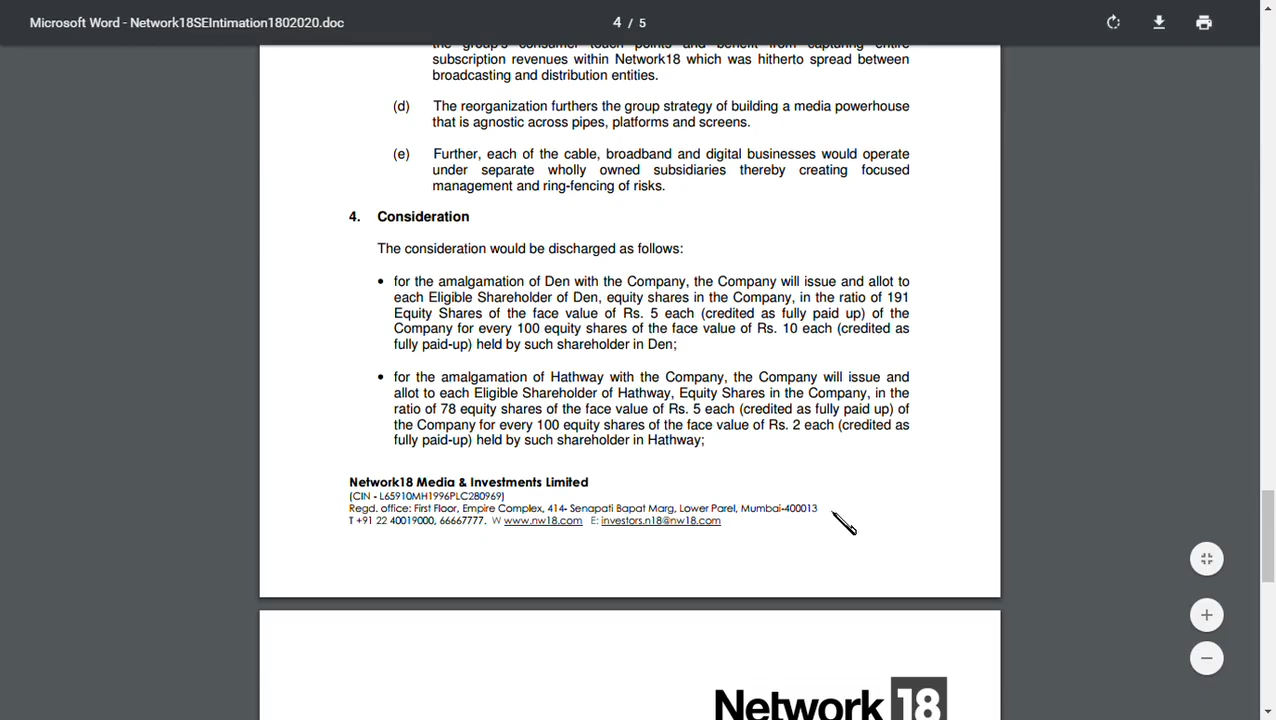 Microsoft Word - Network18SEIntimation1802020.doc
4 / 5
the group's consumer touch points and benefit from capturing entire
subscription revenues within Network18 which was hitherto spread between
broadcasting and distribution entities.
(d) The reorganization furthers the group strategy of building a media powerhouse
that is agnostic across pipes, platforms and screens.
(e) Further, each of the cable, broadband and digital businesses would operate
under separate wholly owned subsidiaries thereby creating focused
management and ring-fencing of risks.
4. Consideration
The consideration would be discharged as follows:
• for the amalgamation of Den with the Company, the Company will issue and allot to
each Eligible Shareholder of Den, equity shares in the Company, in the ratio of 191
Equity Shares of the face value of Rs. 5 each (credited as fully paid up) of the
Company for every 100 equity shares of the face value of Rs. 10 each (credited as
fully paid-up) held by such shareholder in Den;
• for the amalgamation of Hathway with the Company, the Company will issue and
allot to each Eligible Shareholder of Hathway, Equity Shares in the Company, in the
ratio of 78 equity shares of the face value of Rs. 5 each (credited as fully paid up) of
the Company for every 100 equity shares of the face value of Rs. 2 each (credited as
fully paid-up) held by such shareholder in Hathway;
Network18 Media & Investments Limited
(CIN - L65910MH1996PLC280969)
Regd. office: First Floor, Empire Complex, 414- Senapati Bapat Marg, Lower Parel, Mumbai-400013
T +91 22 40019000, 66667777. W www.nw18.com E: investors.n18@nw18.com
Network 18